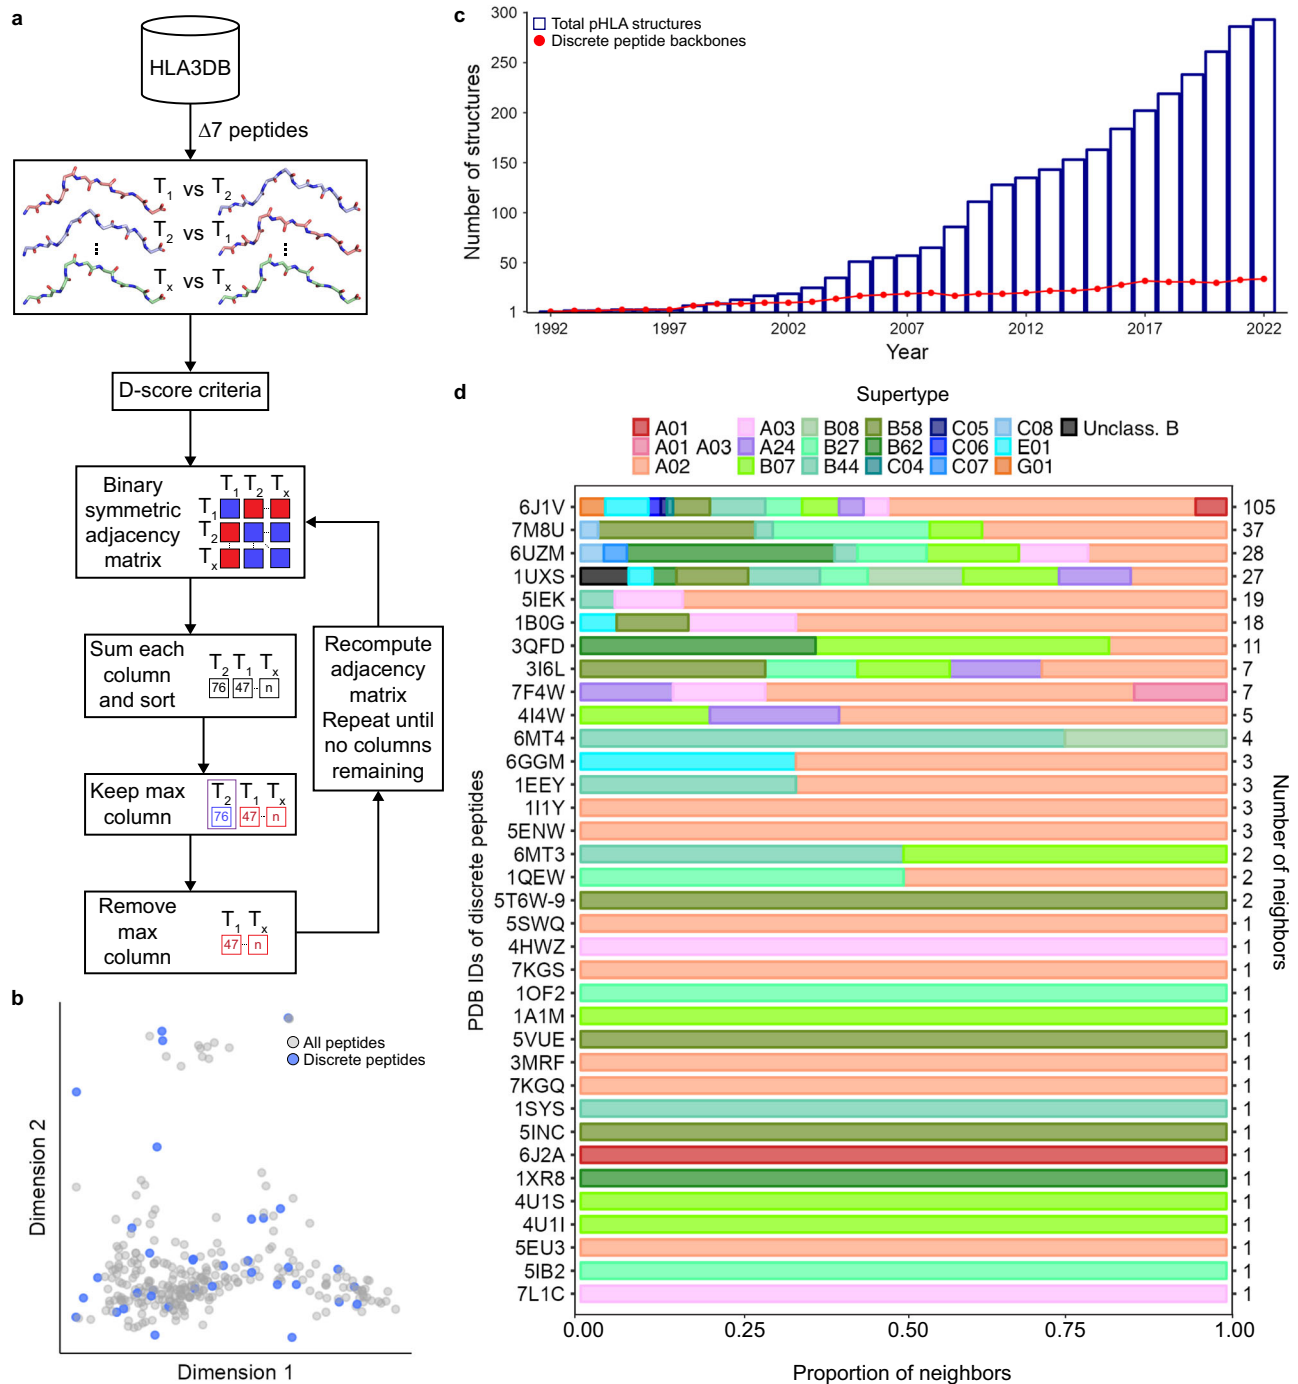 a
HLA3DB
Δ7 peptides
T1 vs T2
T2 vs T1
Tx vs Tx
D-score criteria
Binary symmetric adjacency matrix
T1 T2 Tx
T1
T2
Tx
Sum each column and sort
T2 T1 Tx
76 47 n
Keep max column
T2 T1 Tx
76 47 n
Remove max column
T1 Tx
47 n
Recompute adjacency matrix
Repeat until no columns remaining
b
All peptides
Discrete peptides
Dimension 2
Dimension 1
c
Total pHLA structures
Discrete peptide backbones
Number of structures
300
250
200
150
100
50
1
1992 1997 2002 2007 2012 2017 2022
Year
d
Supertype
A01 A03 B08 B58 C05 C08 Unclass. B
A01 A03 A24 B27 B62 C06 E01
A02 B07 B44 C04 C07 G01
PDB IDs of discrete peptides
Number of neighbors
6J1V 105
7M8U 37
6UZM 28
1UXS 27
5IEK 19
1B0G 18
3QFD 11
3I6L 7
7F4W 7
4I4W 5
6MT4 4
6GGM 3
1EEY 3
1I1Y 3
5ENW 3
6MT3 2
1QEW 2
5T6W-9 2
5SWQ 1
4HWZ 1
7KGS 1
1OF2 1
1A1M 1
5VUE 1
3MRF 1
7KGQ 1
1SYS 1
5INC 1
6J2A 1
1XR8 1
4U1S 1
4U1I 1
5EU3 1
5IB2 1
7L1C 1
0.00 0.25 0.50 0.75 1.00
Proportion of neighbors